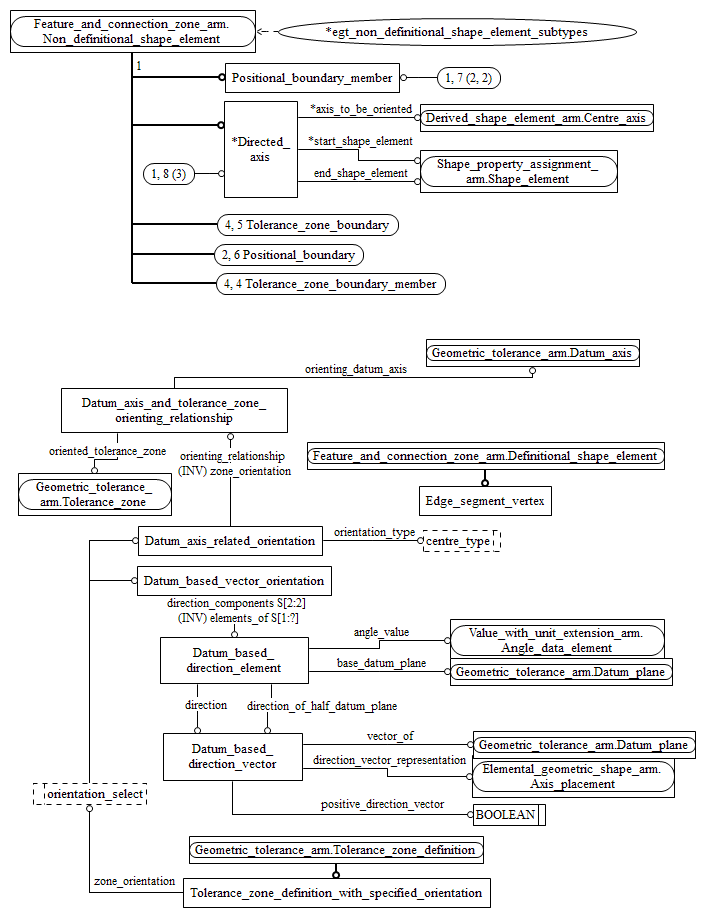 Feature_and_connection_zone_arm.
Non_definitional_shape_element
*egt_non_definitional_shape_element_subtypes
1
Positional_boundary_member
1, 7 (2, 2)
*Directed_
axis
*axis_to_be_oriented
Derived_shape_element_arm.Centre_axis
*start_shape_element
Shape_property_assignment_
arm.Shape_element
end_shape_element
1, 8 (3)
4, 5 Tolerance_zone_boundary
2, 6 Positional_boundary
4, 4 Tolerance_zone_boundary_member
Geometric_tolerance_arm.Datum_axis
orienting_datum_axis
Datum_axis_and_tolerance_zone_
orienting_relationship
oriented_tolerance_zone
orienting_relationship
(INV) zone_orientation
Geometric_tolerance_
arm.Tolerance_zone
Feature_and_connection_zone_arm.Definitional_shape_element
Edge_segment_vertex
Datum_axis_related_orientation
orientation_type
centre_type
Datum_based_vector_orientation
direction_components S[2:2]
(INV) elements_of S[1:?]
Datum_based_
direction_element
angle_value
Value_with_unit_extension_arm.
Angle_data_element
base_datum_plane
Geometric_tolerance_arm.Datum_plane
direction
direction_of_half_datum_plane
Datum_based_
direction_vector
vector_of
Geometric_tolerance_arm.Datum_plane
direction_vector_representation
Elemental_geometric_shape_arm.
Axis_placement
positive_direction_vector
BOOLEAN
orientation_select
Geometric_tolerance_arm.Tolerance_zone_definition
zone_orientation
Tolerance_zone_definition_with_specified_orientation